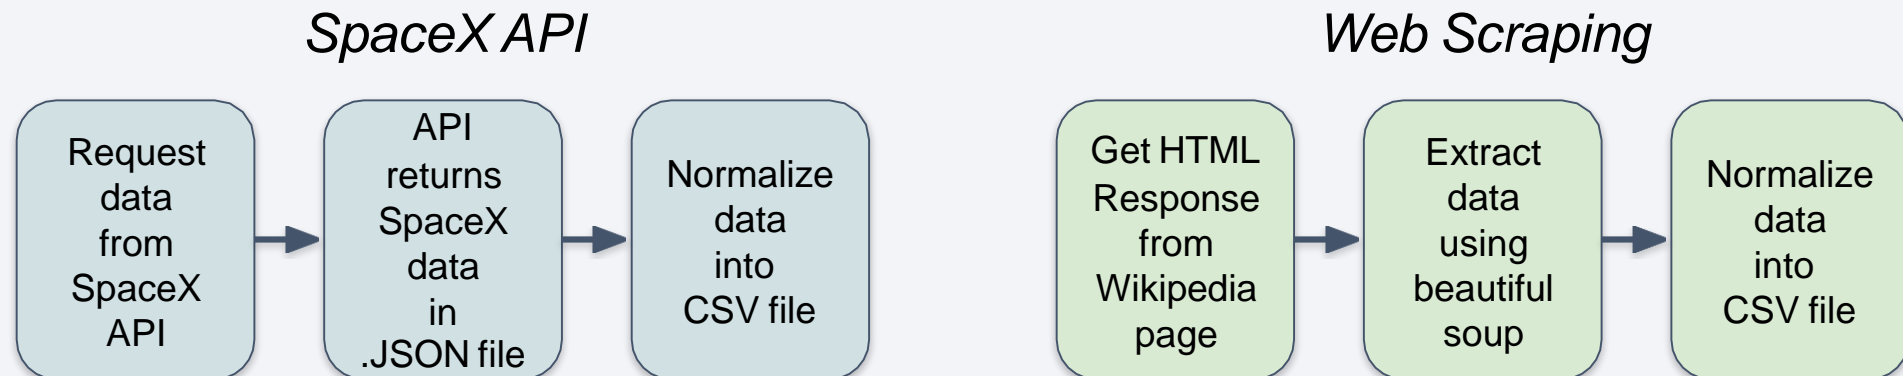 SpaceX API
Request
data
from
SpaceX
API
API
returns
SpaceX
data
in
.JSON file
Normalize
data
into
CSV file
Web Scraping
Get HTML
Response
from
Wikipedia
page
Extract
data
using
beautiful
soup
Normalize
data
into
CSV file